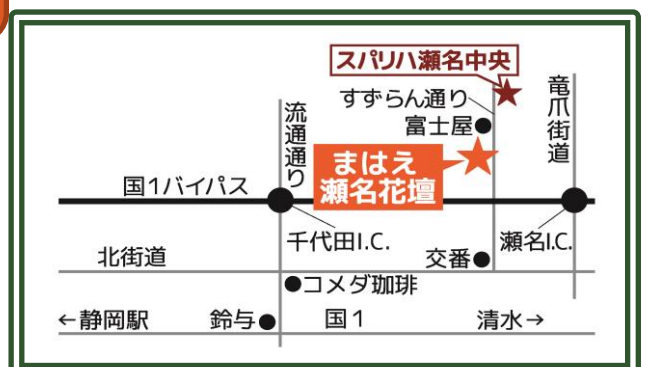 スパリハ瀬名中央
すずらん通り
富士屋
竜爪街道
流通通り
まはえ
瀬名花壇
国1バイパス
千代田I.C.
瀬名I.C.
北街道
交番
コメダ珈琲
←静岡駅
鈴与
国1
清水→